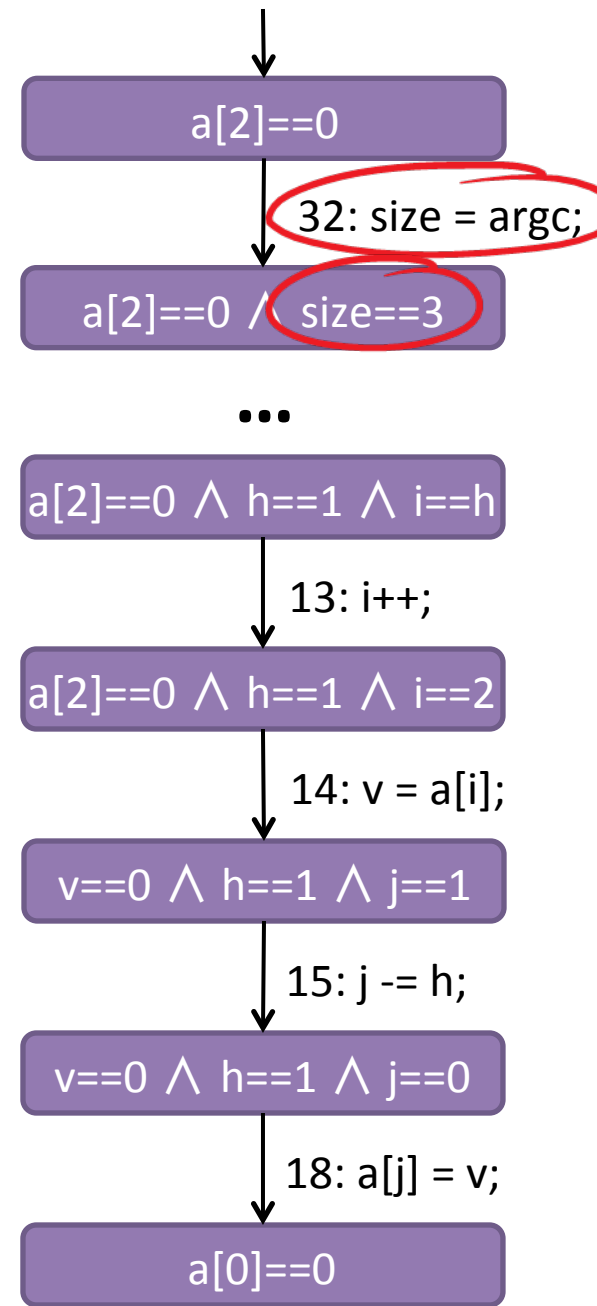 a[2]==0
32: size = argc;
a[2]==0 ∧ size==3
...
a[2]==0 ∧ h==1 ∧ i==h
13: i++;
a[2]==0 ∧ h==1 ∧ i==2
14: v = a[i];
v==0 ∧ h==1 ∧ j==1
15: j -= h;
v==0 ∧ h==1 ∧ j==0
18: a[j] = v;
a[0]==0